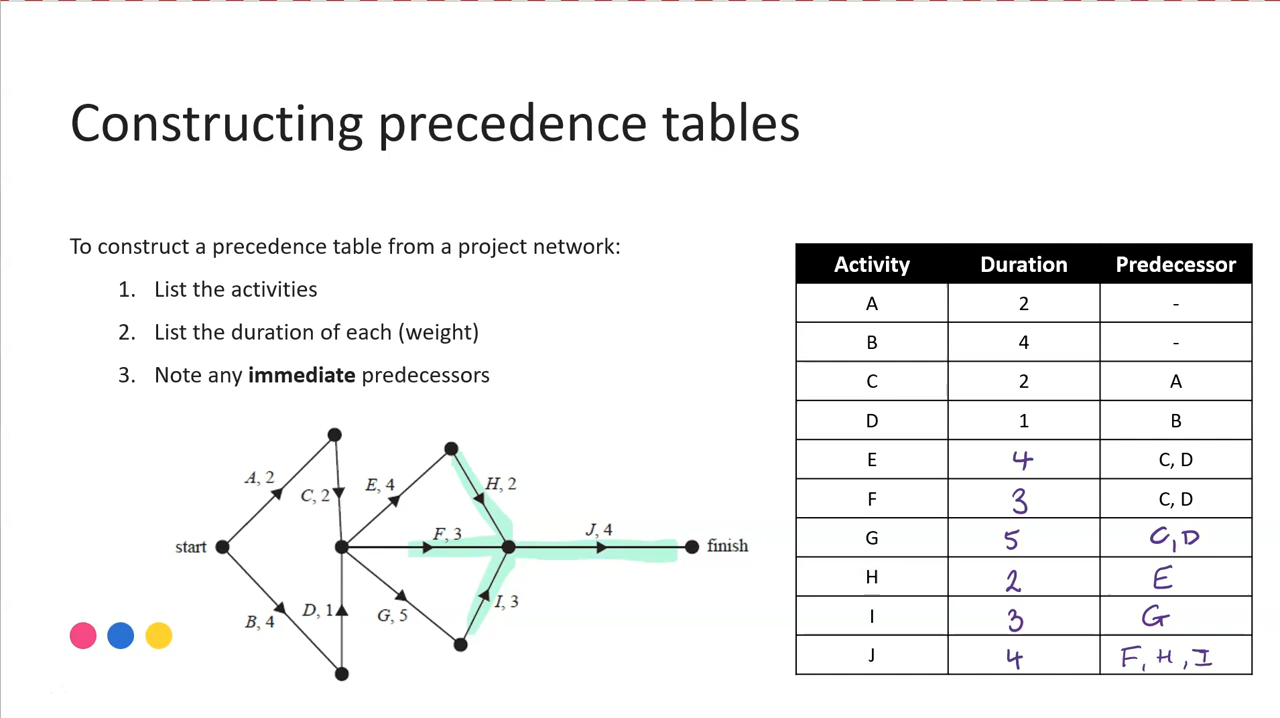 Constructing precedence tables
To construct a precedence table from a project network:
1. List the activities
2. List the duration of each (weight)
3. Note any immediate predecessors
A, 2
C, 2
E, 4
H, 2
start
F, 3
J, 4
finish
B, 4
D, 1
G, 5
I, 3
Activity Duration Predecessor
A 2 -
B 4 -
C 2 A
D 1 B
E 4 C, D
F 3 C, D
G 5 C, D
H 2 E
I 3 G
J 4 F, H, I